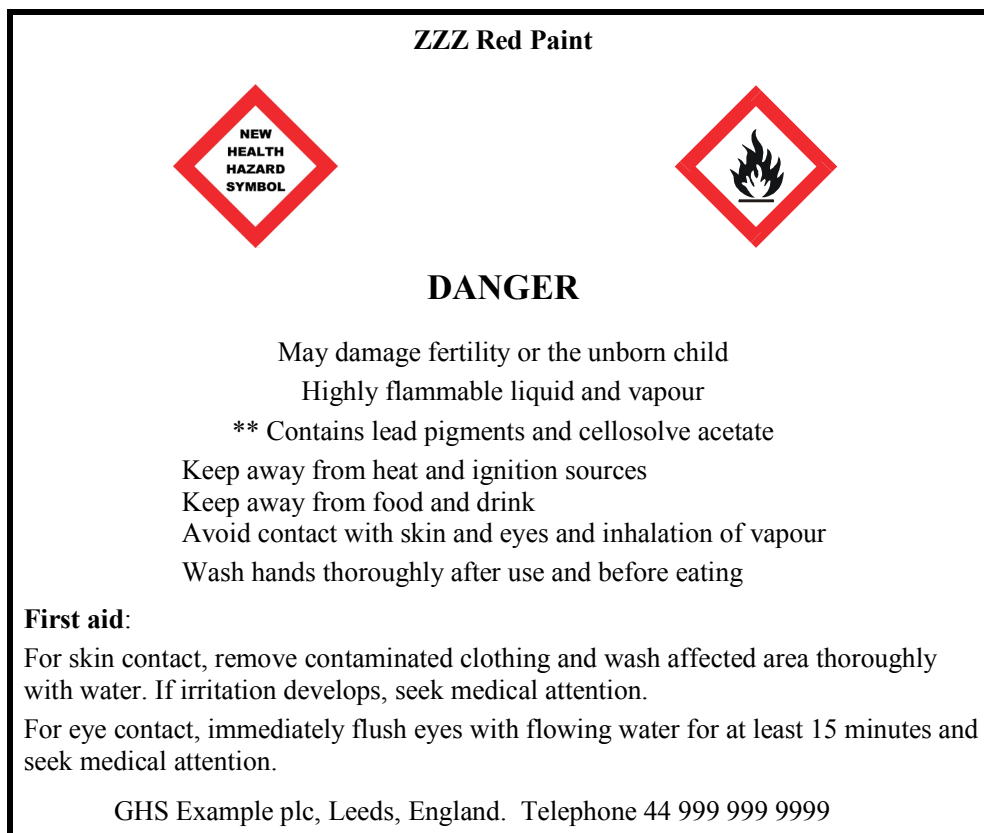 ZZZ Red Paint
NEW
HEALTH
HAZARD
SYMBOL
DANGER
May damage fertility or the unborn child
Highly flammable liquid and vapour
** Contains lead pigments and cellosolve acetate
Keep away from heat and ignition sources
Keep away from food and drink
Avoid contact with skin and eyes and inhalation of vapour
Wash hands thoroughly after use and before eating
First aid:
For skin contact, remove contaminated clothing and wash affected area thoroughly
with water. If irritation develops, seek medical attention.
For eye contact, immediately flush eyes with flowing water for at least 15 minutes and
seek medical attention.
GHS Example plc, Leeds, England. Telephone 44 999 999 9999